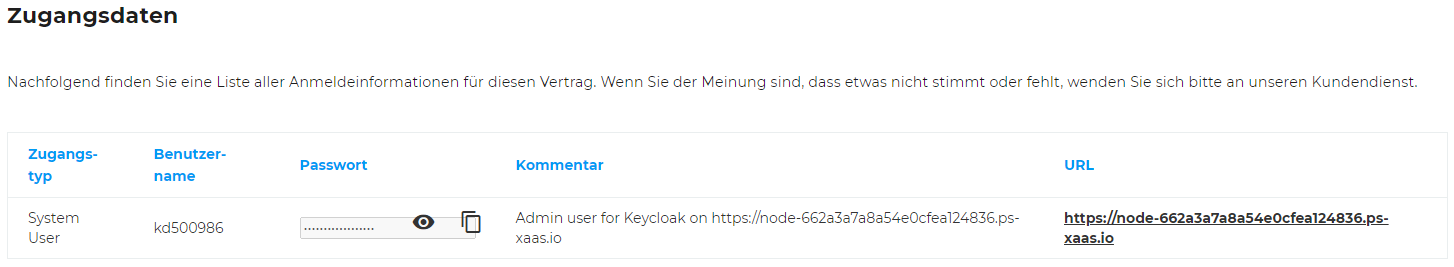 Zugangsdaten
Nachfolgend finden Sie eine Liste aller Anmeldeinformationen für diesen Vertrag. Wenn Sie der Meinung sind, dass etwas nicht stimmt oder fehlt, wenden Sie sich bitte an unseren Kundendienst.
Zugangs-
typ
Benutzer-
name
Passwort
Kommentar
URL
System
User
kd500986
••••••••••••••••••
Admin user for Keycloak on https://node-662a3a7a8a54e0cfea124836.ps-
xaas.io
https://node-662a3a7a8a54e0cfea124836.ps-
xaas.io